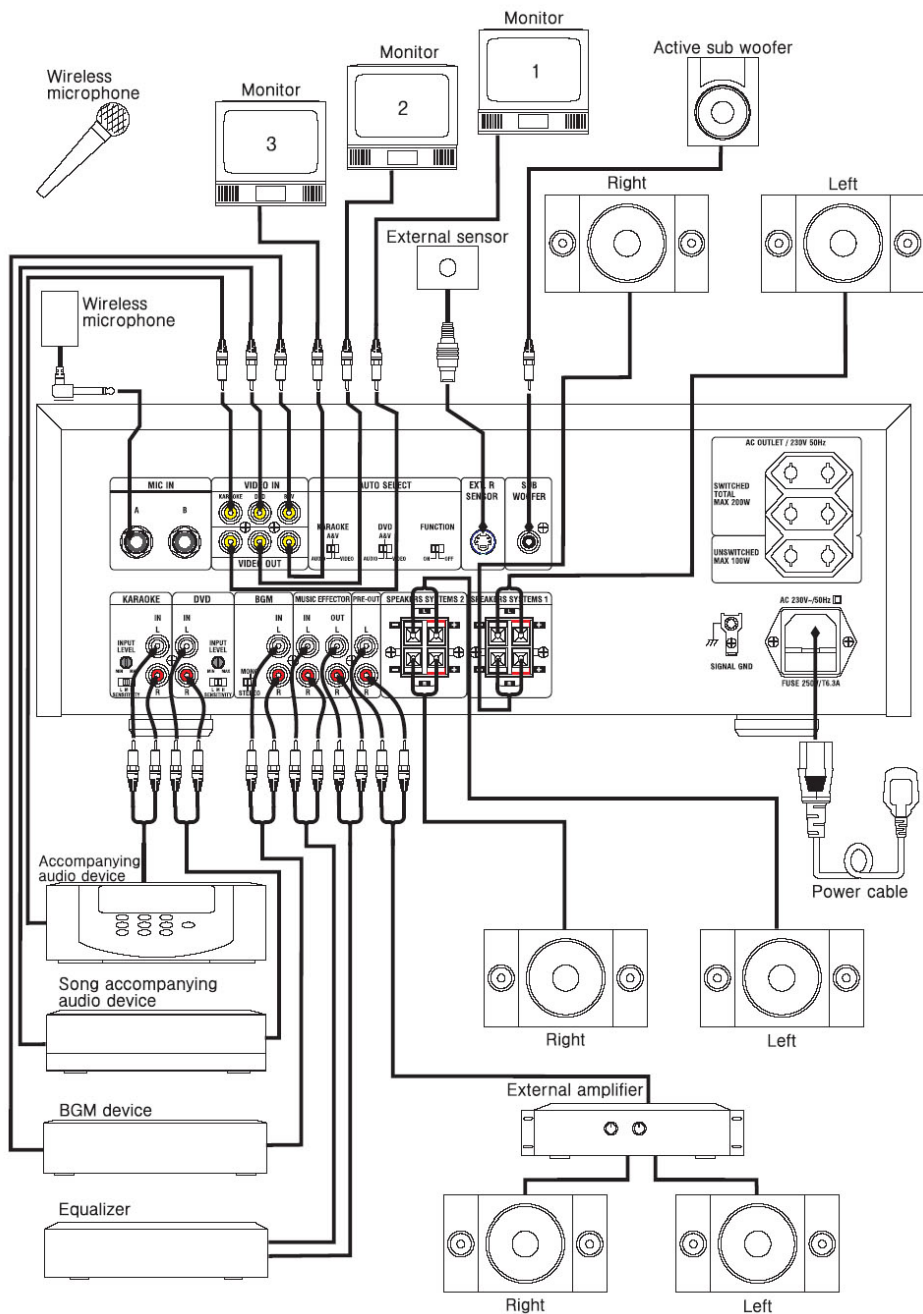 Monitor
1
Monitor
2
Monitor
3
Wireless
microphone
Active sub woofer
Right
Left
External sensor
Wireless
microphone
MIC IN
A
B
VIDEO IN
KARAOKE
DVD
BGV
VIDEO OUT
AUTO SELECT
KARAOKE
A&V
AUDIO
VIDEO
DVD
A&V
AUDIO
VIDEO
FUNCTION
ON
OFF
EXT. R
SENSOR
SUB
WOOFER
AC OUTLET / 230V 50Hz
SWITCHED
TOTAL
MAX 200W
UNSWITCHED
MAX 100W
KARAOKE
IN
L
INPUT
LEVEL
MIN
L M H
SENSITIVITY
R
DVD
IN
L
INPUT
LEVEL
MIN MAX
L M H
SENSITIVITY
R
BGM
IN
L
MONO
STEREO
R
MUSIC EFFECTOR
IN
OUT
L
L
R
R
PRE-OUT
L
R
SPEAKERS SYSTEMS 2
SPEAKERS SYSTEMS 1
SIGNAL GND
AC 230V~/50Hz
FUSE 250V/T6.3A
Power cable
Accompanying
audio device
Song accompanying
audio device
BGM device
Equalizer
Right
Left
External amplifier
Right
Left